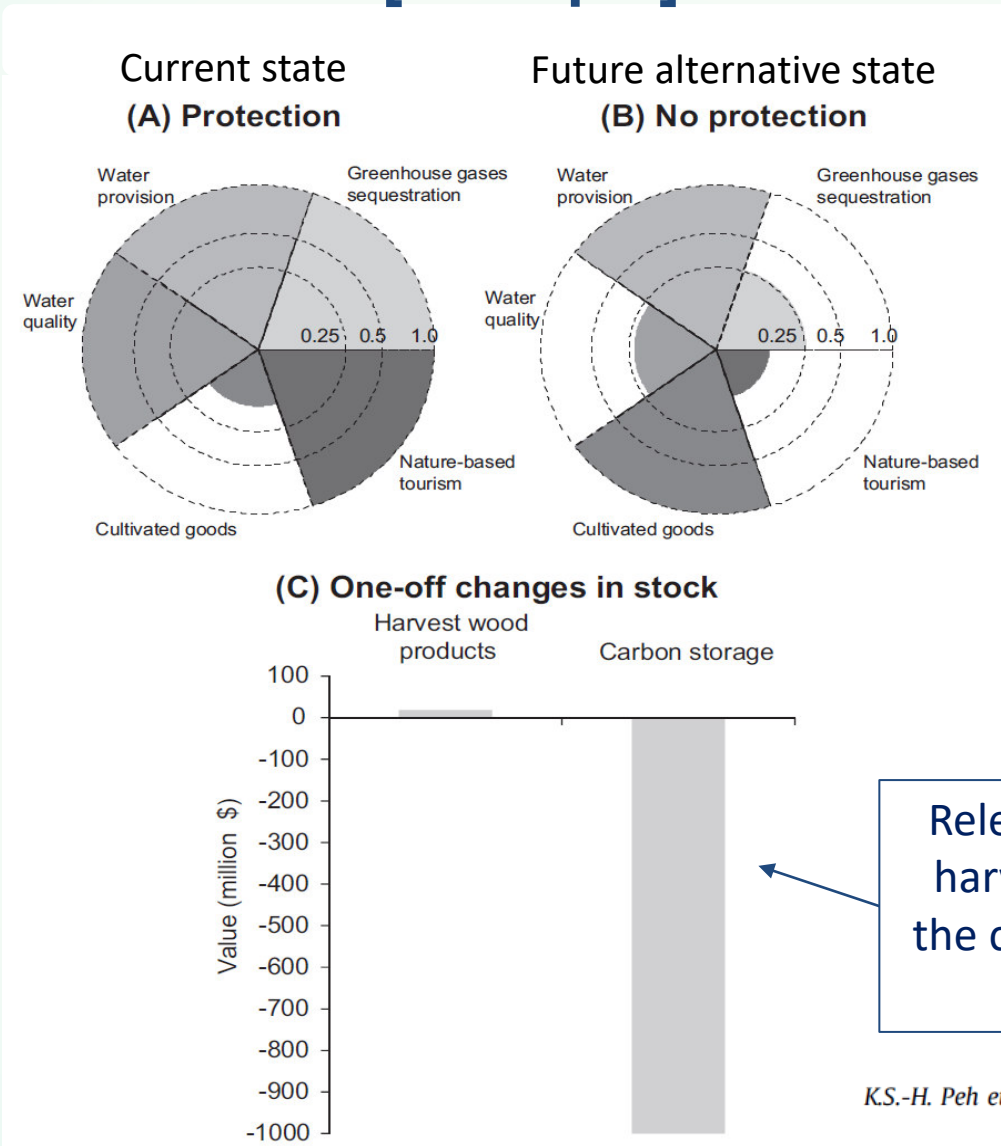 Current state
(A) Protection
Water
provision
Greenhouse gases
sequestration
Water
quality
0.25 0.5 1.0
Nature-based
tourism
Cultivated goods
Future alternative state
(B) No protection
Water
provision
Greenhouse gases
sequestration
Water
quality
0.25 0.5 1.0
Nature-based
tourism
Cultivated goods
(C) One-off changes in stock
Harvest wood
products
Carbon storage
Value (million $)
100
0
-100
-200
-300
-400
-500
-600
-700
-800
-900
-1000
the
K.S.-H. Peh